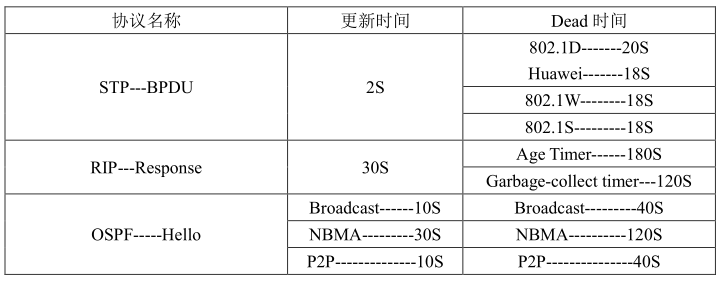 协议名称 更新时间 Dead 时间
802.1D-------20S
Huawei-------18S
STP---BPDU 2S
802.1W--------18S
802.1S---------18S
Age Timer------180S
RIP---Response 30S
Garbage-collect timer---120S
Broadcast------10S Broadcast---------40S
OSPF-----Hello NBMA---------30S NBMA----------120S
P2P--------------10S P2P---------------40S